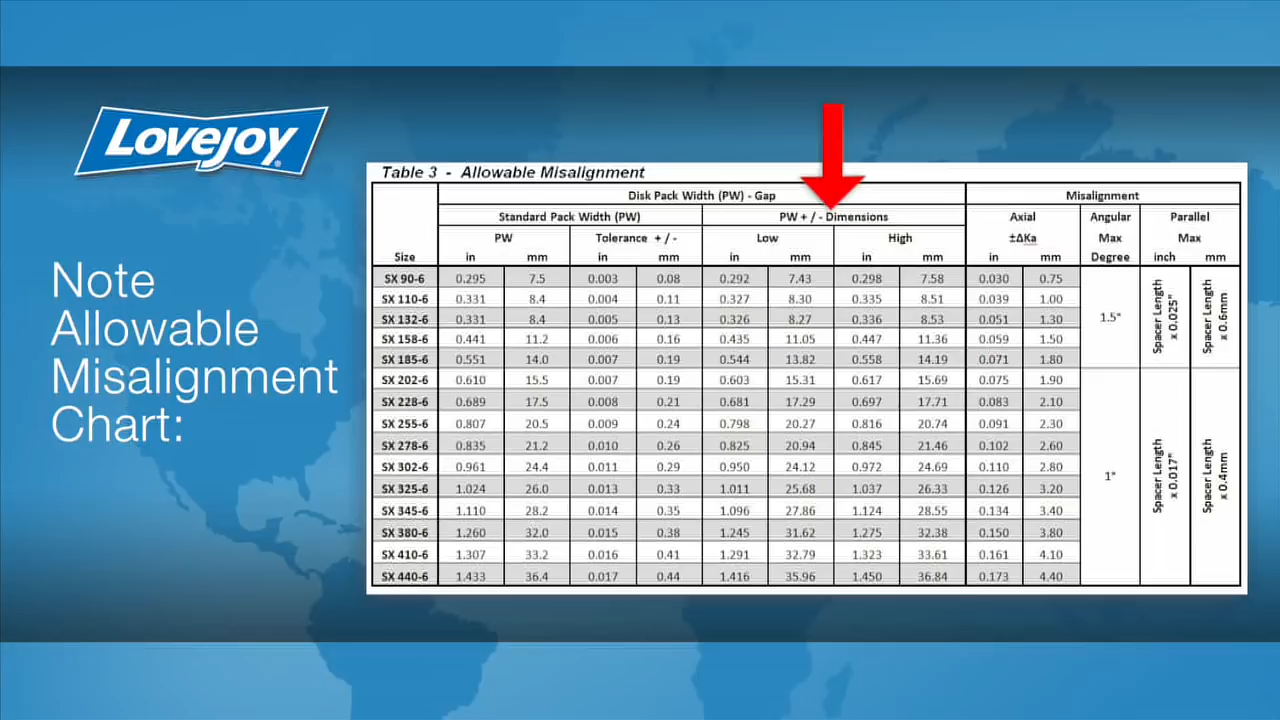 Lovejoy®
Note
Allowable
Misalignment
Chart:
Table 3 - Allowable Misalignment
Disk Pack Width (PW) - Gap Misalignment
Standard Pack Width (PW) PW + / - Dimensions Axial Angular Parallel
PW Tolerance + / - Low High ±ΔKa Max Max
Size in mm in mm in mm in mm in mm Degree inch mm
SX 90-6 0.295 7.5 0.003 0.08 0.292 7.43 0.298 7.58 0.030 0.75
SX 110-6 0.331 8.4 0.004 0.11 0.327 8.30 0.335 8.51 0.039 1.00
SX 132-6 0.331 8.4 0.005 0.13 0.326 8.27 0.336 8.53 0.051 1.30
SX 158-6 0.441 11.2 0.006 0.16 0.435 11.05 0.447 11.36 0.059 1.50
SX 185-6 0.551 14.0 0.007 0.19 0.544 13.82 0.558 14.19 0.071 1.80
1.5°
Spacer Length
x 0.025"
Spacer Length
x 0.6mm
SX 202-6 0.610 15.5 0.007 0.19 0.603 15.31 0.617 15.69 0.075 1.90
SX 228-6 0.689 17.5 0.008 0.21 0.681 17.29 0.697 17.71 0.083 2.10
SX 255-6 0.807 20.5 0.009 0.24 0.798 20.27 0.816 20.74 0.091 2.30
SX 278-6 0.835 21.2 0.010 0.26 0.825 20.94 0.845 21.46 0.102 2.60
SX 302-6 0.961 24.4 0.011 0.29 0.950 24.12 0.972 24.69 0.110 2.80
SX 325-6 1.024 26.0 0.013 0.33 1.011 25.68 1.037 26.33 0.126 3.20
SX 345-6 1.110 28.2 0.014 0.35 1.096 27.86 1.124 28.55 0.134 3.40
SX 380-6 1.260 32.0 0.015 0.38 1.245 31.62 1.275 32.38 0.150 3.80
SX 410-6 1.307 33.2 0.016 0.41 1.291 32.79 1.323 33.61 0.161 4.10
SX 440-6 1.433 36.4 0.017 0.44 1.416 35.96 1.450 36.84 0.173 4.40
1°
Spacer Length
x 0.017"
Spacer Length
x 0.4mm